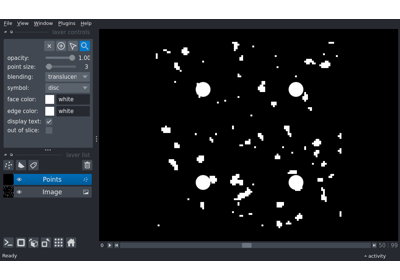 File View Window Plugins Help
layer controls
opacity: 1.00
point size: 3
blending: translucen
symbol: disc
face color: white
edge color: white
display text:
out of slice:
layer list
Points
Image
0 50 99
Ready activity